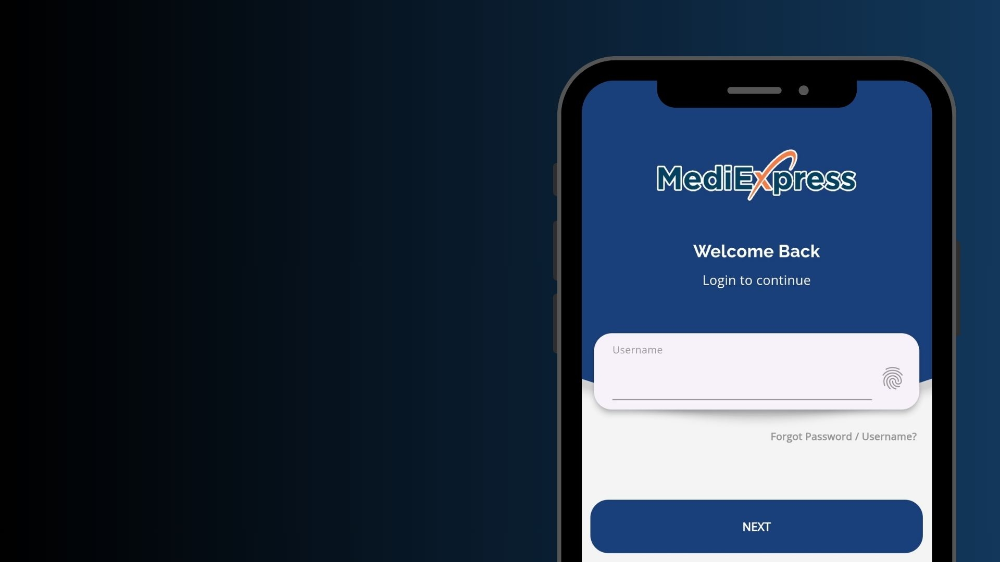 MediExpress
Welcome Back
Login to continue
Username
Forgot Password / Username?
NEXT